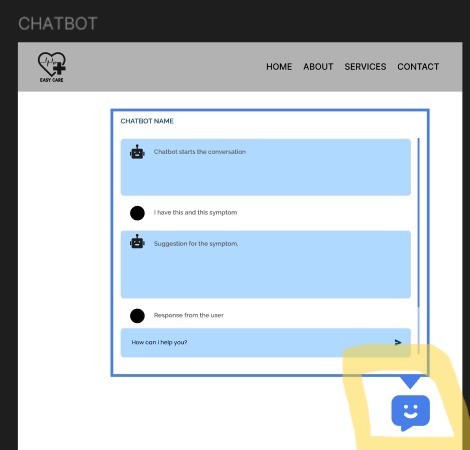 CHATBOT
EASY CARE
HOME ABOUT SERVICES CONTACT
CHATBOT NAME
Chatbot starts the conversation
I have this and this symptom
Suggestion for the symptom.
Response from the user
How can i help you?